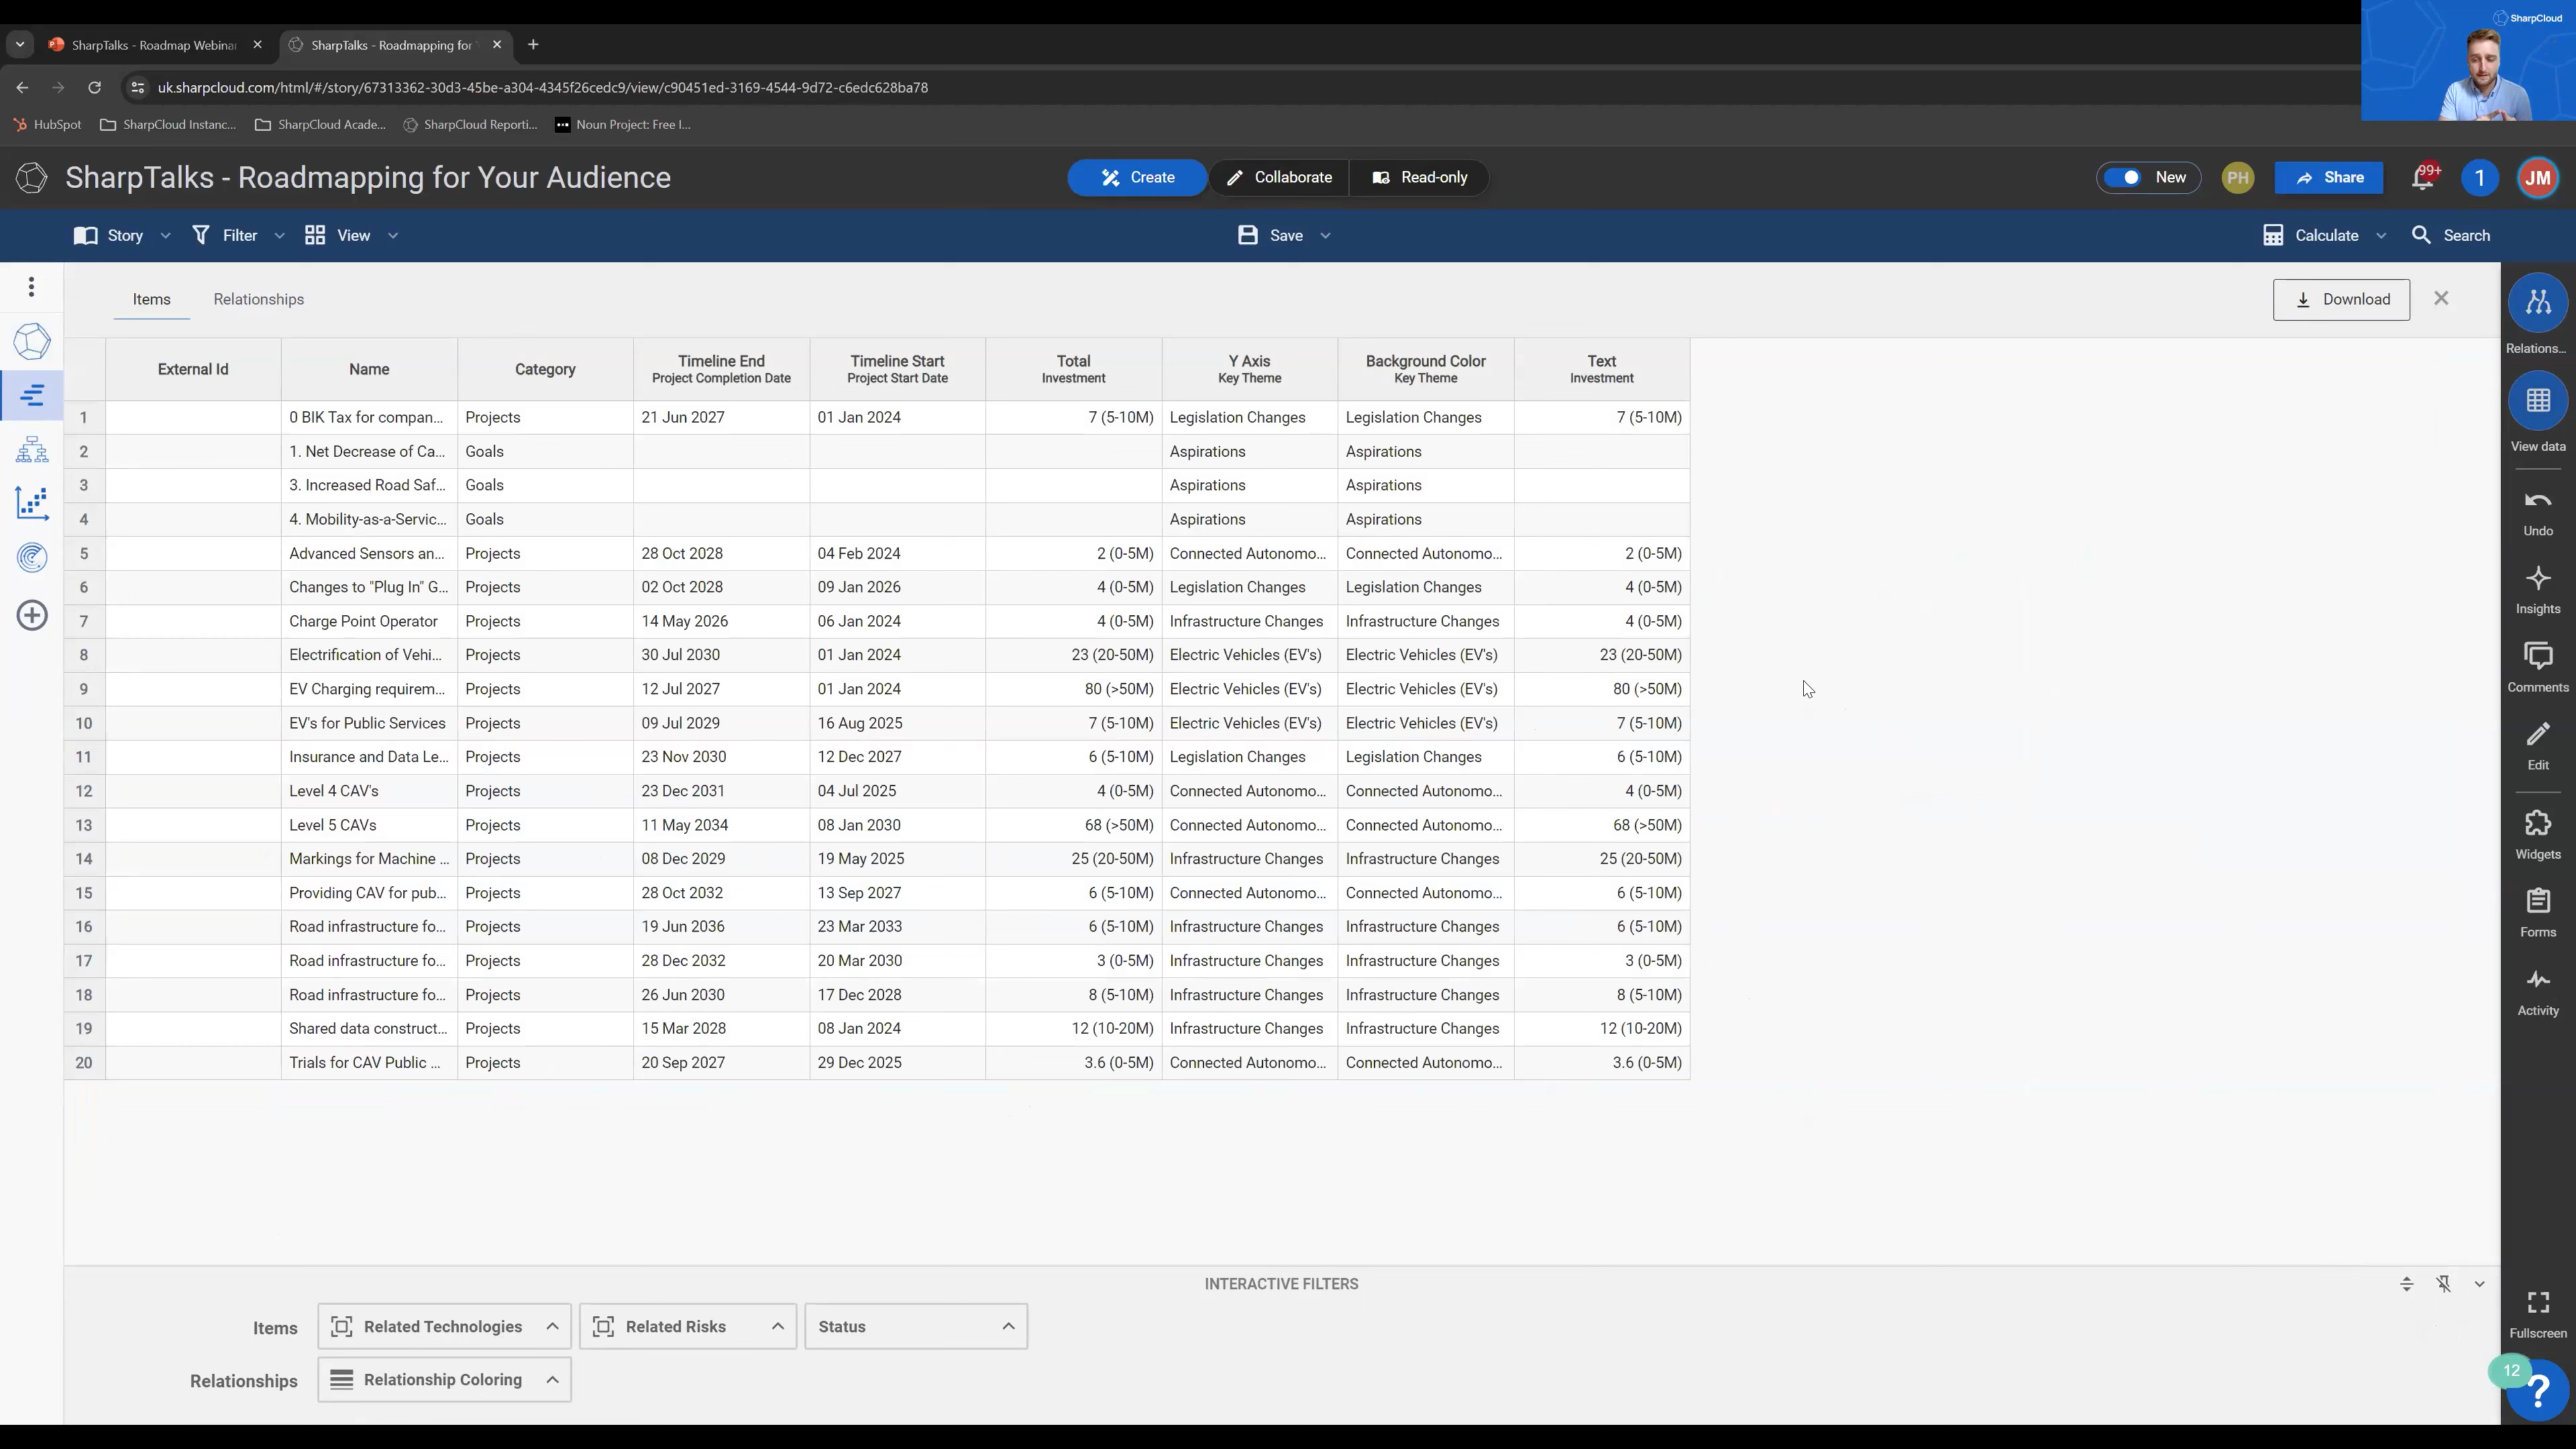 SharpCloud
SharpTalks - Roadmap Webinar
SharpTalks - Roadmapping for
uk.sharpcloud.com/html/#/story/67313362-30d3-45be-a304-4345f26cedc9/view/c90451ed-3169-4544-9d72-c6edc628ba78
HubSpot SharpCloud Instanc... SharpCloud Acade... SharpCloud Reporti... Noun Project: Free I...
SharpTalks - Roadmapping for Your Audience Create Collaborate Read-only New PH Share 99+ 1 JM
Story Filter View Save Calculate Search
Items Relationships Download
External Id Name Category Timeline End Timeline Start Total Y Axis Background Color Text
Project Completion Date Project Start Date Investment Key Theme Key Theme Investment
1 0 BIK Tax for compan... Projects 21 Jun 2027 01 Jan 2024 7 (5-10M) Legislation Changes Legislation Changes 7 (5-10M)
2 1. Net Decrease of Ca... Goals Aspirations Aspirations
3 3. Increased Road Saf... Goals Aspirations Aspirations
4 4. Mobility-as-a-Servic... Goals Aspirations Aspirations
5 Advanced Sensors an... Projects 28 Oct 2028 04 Feb 2024 2 (0-5M) Connected Autonomo... Connected Autonomo... 2 (0-5M)
6 Changes to "Plug In" G... Projects 02 Oct 2028 09 Jan 2026 4 (0-5M) Legislation Changes Legislation Changes 4 (0-5M)
7 Charge Point Operator Projects 14 May 2026 06 Jan 2024 4 (0-5M) Infrastructure Changes Infrastructure Changes 4 (0-5M)
8 Electrification of Vehi... Projects 30 Jul 2030 01 Jan 2024 23 (20-50M) Electric Vehicles (EV's) Electric Vehicles (EV's) 23 (20-50M)
9 EV Charging requirem... Projects 12 Jul 2027 01 Jan 2024 80 (>50M) Electric Vehicles (EV's) Electric Vehicles (EV's) 80 (>50M)
10 EV's for Public Services Projects 09 Jul 2029 16 Aug 2025 7 (5-10M) Electric Vehicles (EV's) Electric Vehicles (EV's) 7 (5-10M)
11 Insurance and Data Le... Projects 23 Nov 2030 12 Dec 2027 6 (5-10M) Legislation Changes Legislation Changes 6 (5-10M)
12 Level 4 CAV's Projects 23 Dec 2031 04 Jul 2025 4 (0-5M) Connected Autonomo... Connected Autonomo... 4 (0-5M)
13 Level 5 CAVs Projects 11 May 2034 08 Jan 2030 68 (>50M) Connected Autonomo... Connected Autonomo... 68 (>50M)
14 Markings for Machine ... Projects 08 Dec 2029 19 May 2025 25 (20-50M) Infrastructure Changes Infrastructure Changes 25 (20-50M)
15 Providing CAV for pub... Projects 28 Oct 2032 13 Sep 2027 6 (5-10M) Connected Autonomo... Connected Autonomo... 6 (5-10M)
16 Road infrastructure fo... Projects 19 Jun 2036 23 Mar 2033 6 (5-10M) Infrastructure Changes Infrastructure Changes 6 (5-10M)
17 Road infrastructure fo... Projects 28 Dec 2032 20 Mar 2030 3 (0-5M) Infrastructure Changes Infrastructure Changes 3 (0-5M)
18 Road infrastructure fo... Projects 26 Jun 2030 17 Dec 2028 8 (5-10M) Infrastructure Changes Infrastructure Changes 8 (5-10M)
19 Shared data construct... Projects 15 Mar 2028 08 Jan 2024 12 (10-20M) Infrastructure Changes Infrastructure Changes 12 (10-20M)
20 Trials for CAV Public ... Projects 20 Sep 2027 29 Dec 2025 3.6 (0-5M) Connected Autonomo... Connected Autonomo... 3.6 (0-5M)
Relations...
View data
Undo
Insights
Comments
Edit
Widgets
Forms
Activity
Fullscreen
12
?
INTERACTIVE FILTERS
Items Related Technologies Related Risks Status
Relationships Relationship Coloring